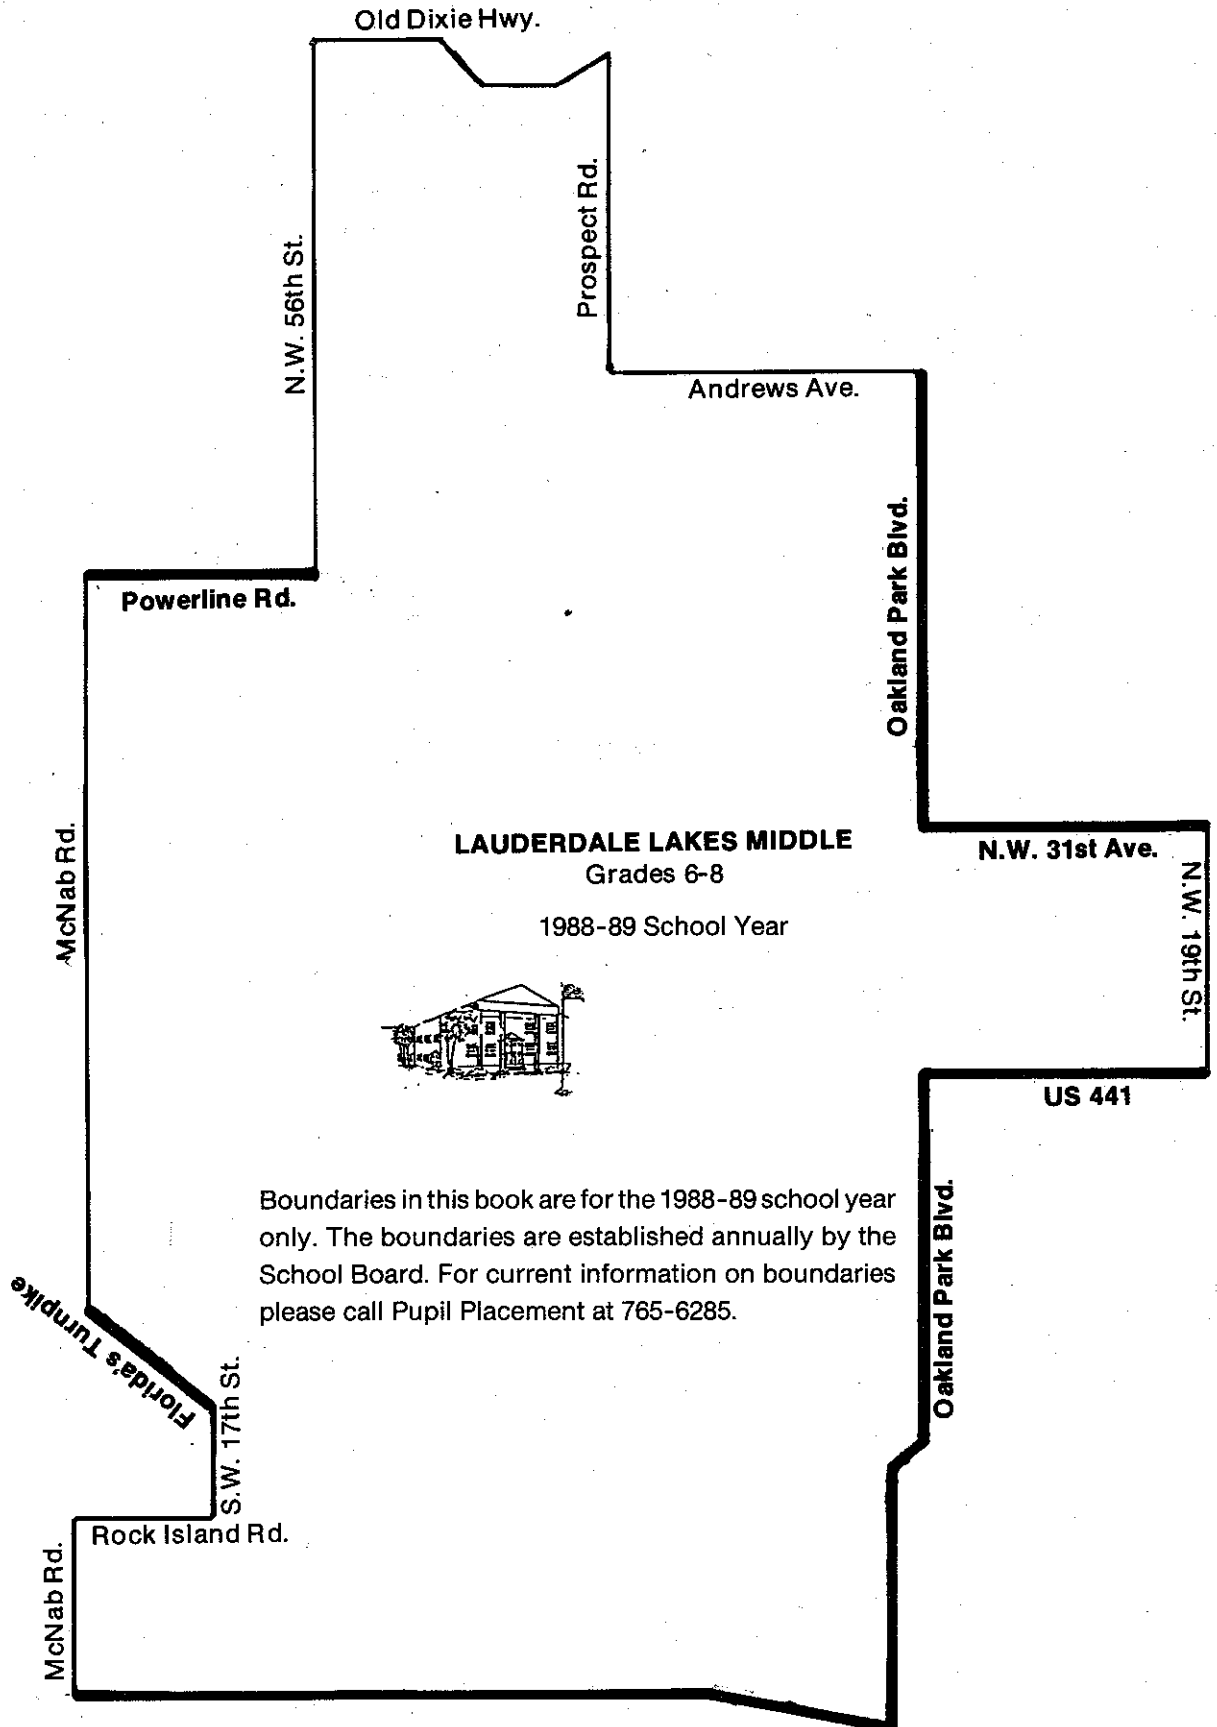 Old Dixie Hwy.
N.W. 56th St.
Prospect Rd.
Andrews Ave.
Powerline Rd.
Oakland Park Blvd.
McNab Rd.
LAUDERDALE LAKES MIDDLE
Grades 6-8
1988-89 School Year
N.W. 31st Ave.
N.W. 19th St.
US 441
Boundaries in this book are for the 1988-89 school year
only. The boundaries are established annually by the
School Board. For current information on boundaries
please call Pupil Placement at 765-6285.
Oakland Park Blvd.
Florida's Turnpike
S.W. 17th St.
Rock Island Rd.
McNab Rd.